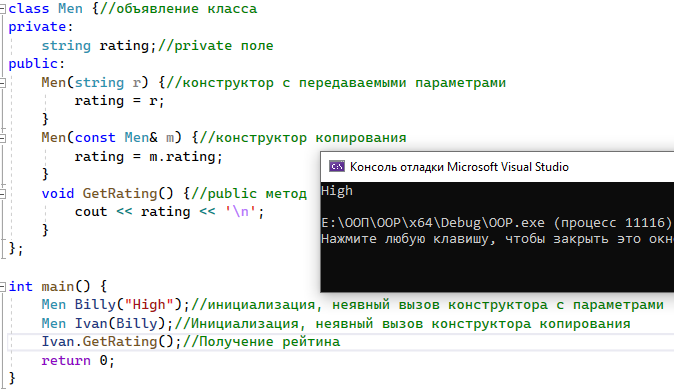 class Men {//объявление класса
private:
string rating;//private поле
public:
Men(string r) {//конструктор с передаваемыми параметрами
rating = r;
}
Men(const Men& m) {//конструктор копирования
rating = m.rating;
}
void GetRating() {//public метод
cout << rating << '\n';
}
};
int main() {
Men Billy("High");//инициализация, неявный вызов конструктора с параметрами
Men Ivan(Billy);//Инициализация, неявный вызов конструктора копирования
Ivan.GetRating();//Получение рейтина
return 0;
}
C:\ Консоль отладки Microsoft Visual Studio
High
E:\ООП\OOP\x64\Debug\OOP.exe (процесс 11116)
Нажмите любую клавишу, чтобы закрыть это